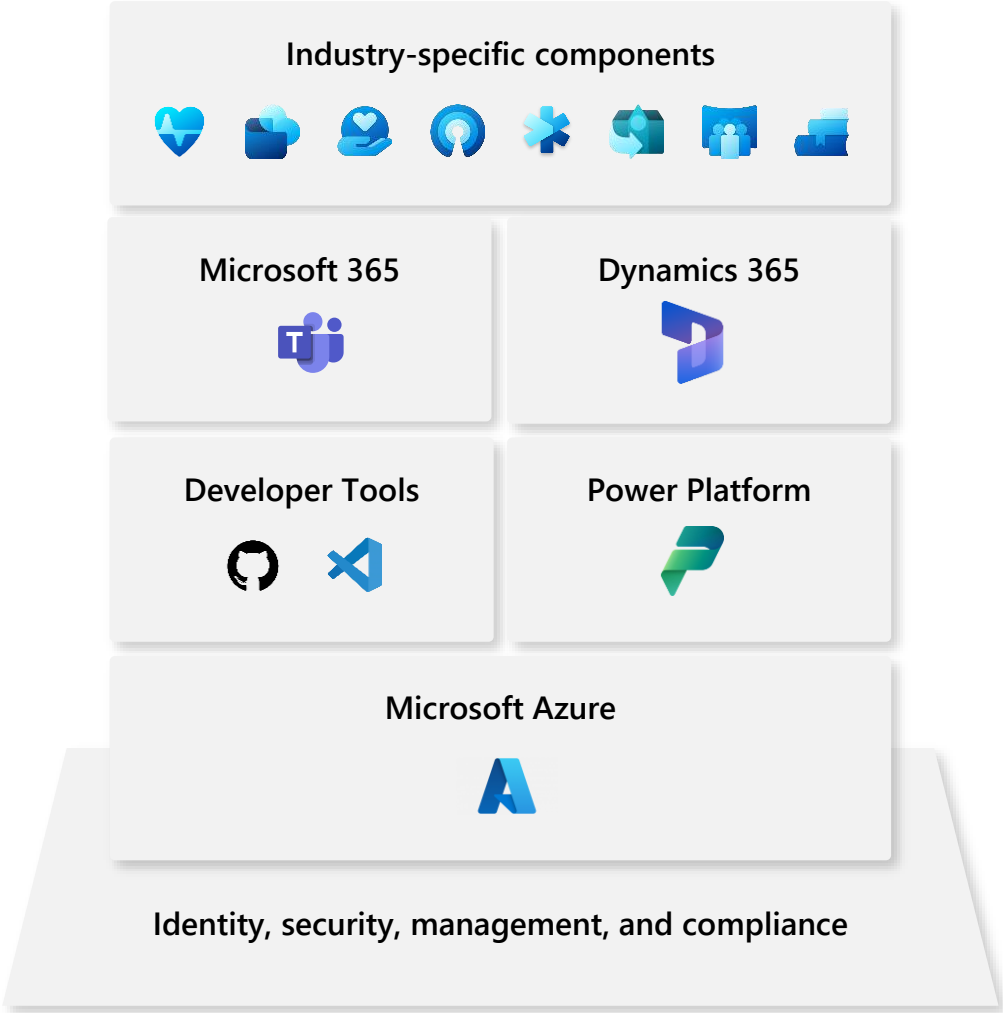 Industry-specific components
Microsoft 365
Dynamics 365
T
Developer Tools
Power Platform
Microsoft Azure
Identity, security, management, and compliance